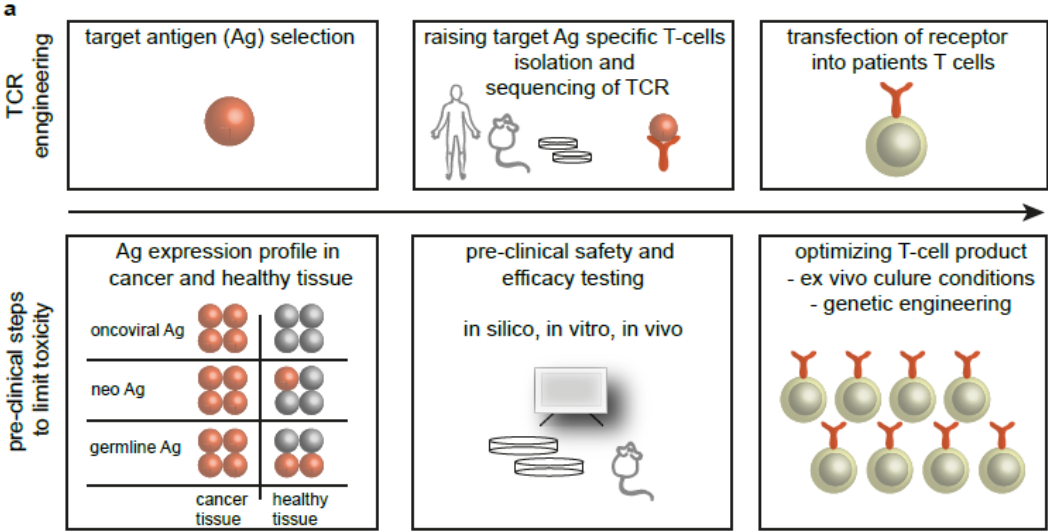 a
TCR
enngineering
target antigen (Ag) selection
raising target Ag specific T-cells
isolation and
sequencing of TCR
transfection of receptor
into patients T cells
pre-clinical steps
to limit toxicity
Ag expression profile in
cancer and healthy tissue
oncoviral Ag
neo Ag
germline Ag
cancer
tissue
healthy
tissue
pre-clinical safety and
efficacy testing
in silico, in vitro, in vivo
optimizing T-cell product
- ex vivo culure conditions
- genetic engineering